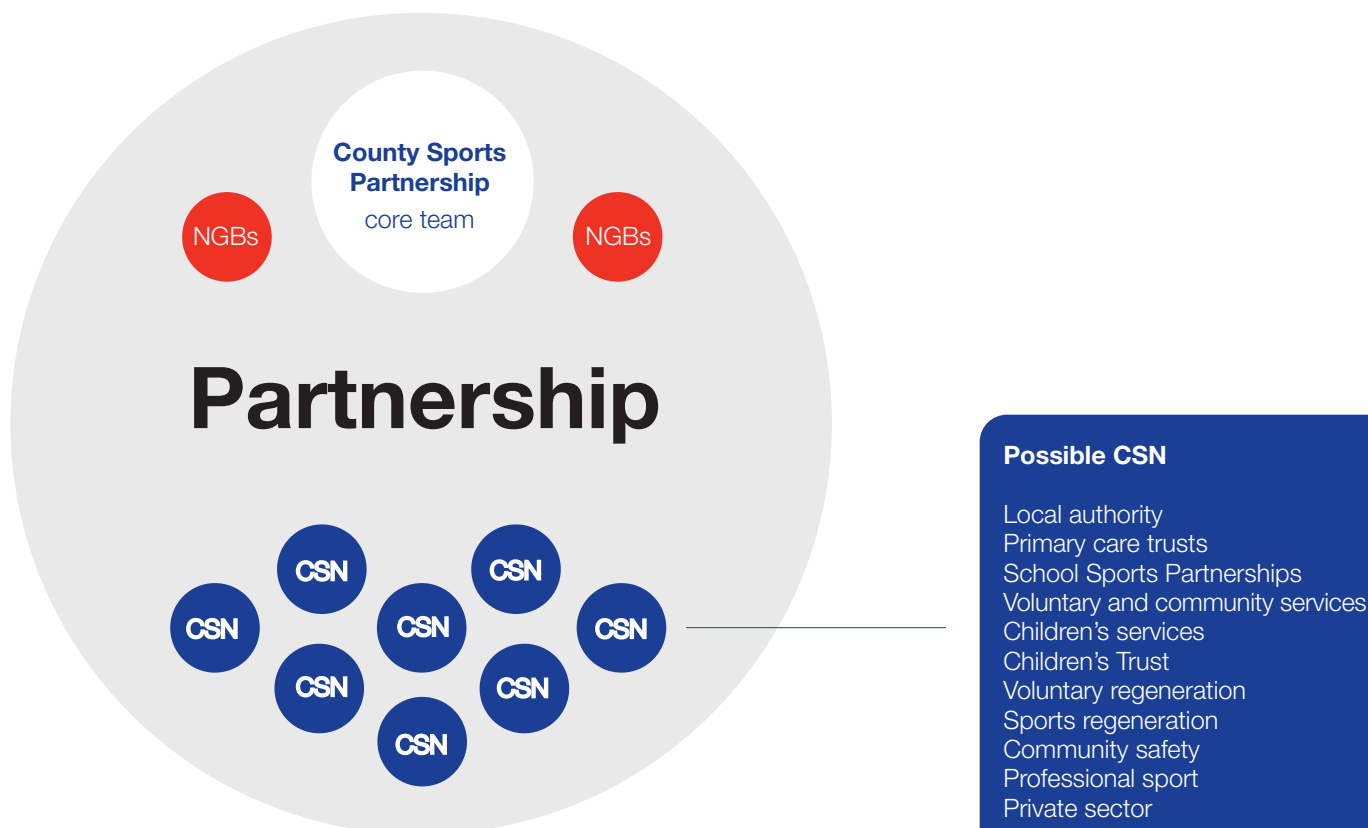 County Sports
Partnership
core team
NGBs
NGBs
Partnership
CSN
CSN
CSN
CSN
CSN
CSN
CSN
CSN
Possible CSN
Local authority
Primary care trusts
School Sports Partnerships
Voluntary and community services
Children’s services
Children’s Trust
Voluntary regeneration
Sports regeneration
Community safety
Professional sport
Private sector